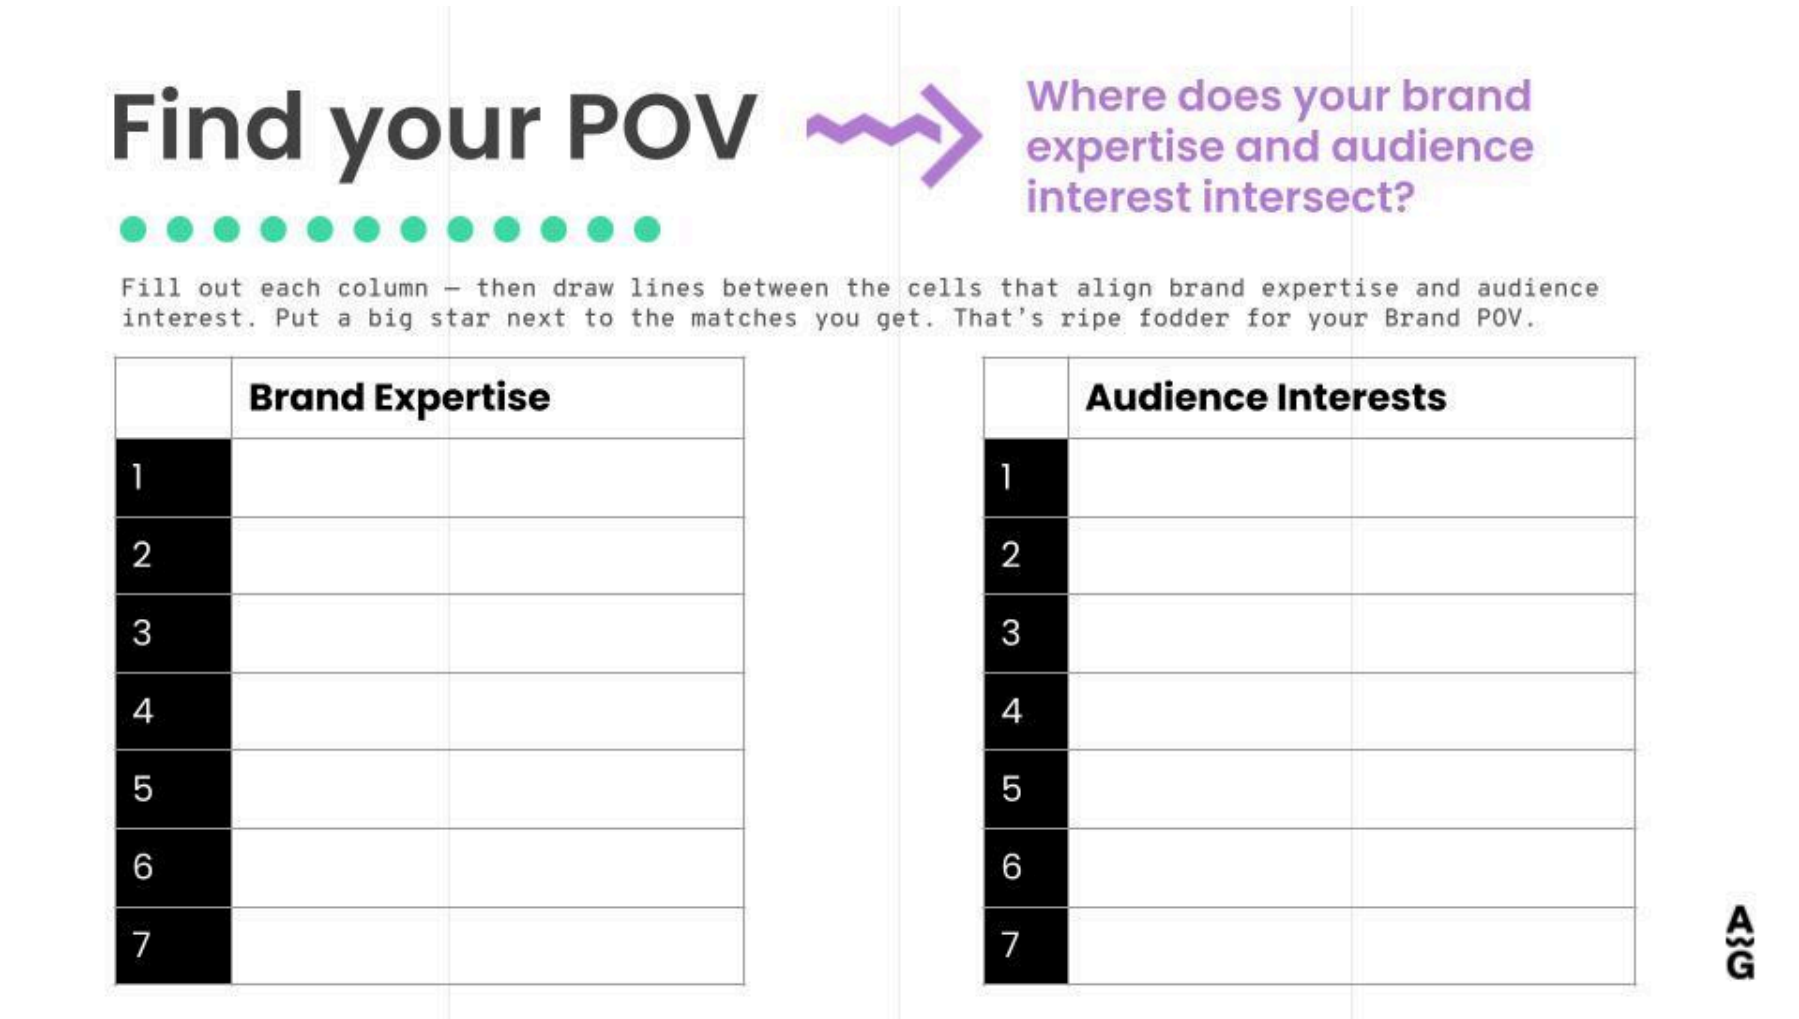 Find your POV
Where does your brand
expertise and audience
interest intersect?
Fill out each column – then draw lines between the cells that align brand expertise and audience
interest. Put a big star next to the matches you get. That's ripe fodder for your Brand POV.
Brand Expertise
1
2
3
4
5
6
7
Audience Interests
1
2
3
4
5
6
7
A
G